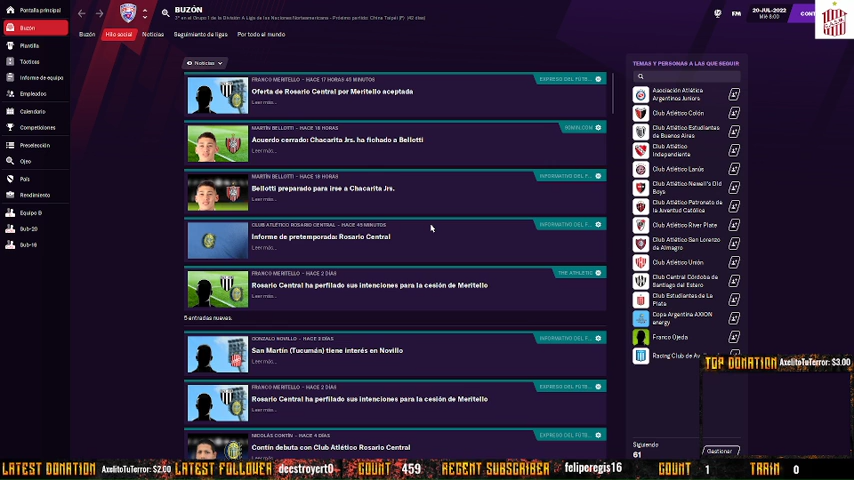 BUZÓN
3º en el Grupo 1 de la División A Liga de las Naciones Norteamericana - Próximo partido: China Taipéi (F) (42 días)
FM
20-JUL-2022
Mié 8:00
CONT
Portada principal
Buzón
Plantilla
Tácticas
Informe de equipo
Empleados
Calendario
Competiciones
Preselección
Ojeo
País
Rendimiento
Equipo B
Sub-20
Sub-18
Buzón
Hilo social
Noticias
Seguimiento de ligas
Por todo el mundo
Noticias
FRANCO MERITELLO - HACE 17 HORAS 45 MINUTOS
EXPRESO DEL FÚTB...
Oferta de Rosario Central por Meritello aceptada
Leer más...
MARTÍN BELLOTTI - HACE 18 HORAS
Acuerdo cerrado: Chacarita Jrs. ha fichado a Bellotti
Leer más...
MARTÍN BELLOTTI - HACE 18 HORAS
INFORMATIVO DEL F...
Bellotti preparado para irse a Chacarita Jrs.
Leer más...
CLUB ATLÉTICO ROSARIO CENTRAL - HACE 45 MINUTOS
INFORMATIVO DEL F...
Informe de pretemporada: Rosario Central
Leer más...
FRANCO MERITELLO - HACE 2 DÍAS
THE ATHLETIC
Rosario Central ha perfilado sus intenciones para la cesión de Meritello
Leer más...
5 entradas nuevas.
GONZALO NOVILLO - HACE 3 DÍAS
INFORMATIVO DEL F...
San Martín (Tucumán) tiene interés en Novillo
Leer más...
FRANCO MERITELLO - HACE 2 DÍAS
EXPRESO DEL FÚTB...
Rosario Central ha perfilado sus intenciones para la cesión de Meritello
Leer más...
NICOLÁS CORTÍN - HACE 4 DÍAS
EXPRESO DEL FÚTB...
Contín debuta con Club Atlético Rosario Central
TEMAS Y PERSONAS A LAS QUE SEGUIR
Asociación Atlética
Argentinos Juniors
Club Atlético Colón
Club Atlético Estudiantes
de Buenos Aires
Club Atlético
Independiente
Club Atlético Lanús
Club Atlético Newell's Old
Boys
Club Atlético Patronato de
la Juventud Católica
Club Atlético River Plate
Club Atlético San Lorenzo
de Almagro
Club Atlético Unión
Club Central Córdoba de
Santiago del Estero
Club Estudiantes de La
Plata
Copa Argentina AXION
energy
Franco Ojeda
Racing Club de Av
Siguiendo
61
Gestionar
TOP DONATION
AxelitoTuTerror: $3.00
LATEST DONATION
AxelitoTuTerror: $2.00
LATEST FOLLOWER
deestroyert0
COUNT
459
RECENT SUBSCRIBER
feliperegis16
COUNT
1
TRAIN
0